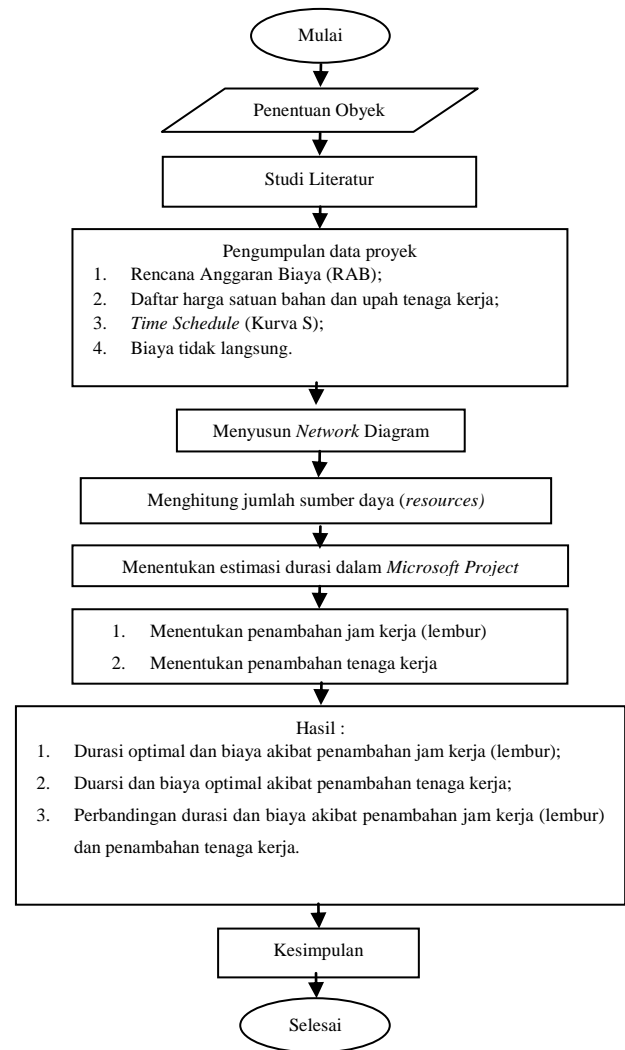 Mulai
Penentuan Obyek
Studi Literatur
Pengumpulan data proyek
1. Rencana Anggaran Biaya (RAB);
2. Daftar harga satuan bahan dan upah tenaga kerja;
3. Time Schedule (Kurva S);
4. Biaya tidak langsung.
Menyusun Network Diagram
Menghitung jumlah sumber daya (resources)
Menentukan estimasi durasi dalam Microsoft Project
1. Menentukan penambahan jam kerja (lembur)
2. Menentukan penambahan tenaga kerja
Hasil :
1. Durasi optimal dan biaya akibat penambahan jam kerja (lembur);
2. Duarsi dan biaya optimal akibat penambahan tenaga kerja;
3. Perbandingan durasi dan biaya akibat penambahan jam kerja (lembur)
dan penambahan tenaga kerja.
Kesimpulan
Selesai